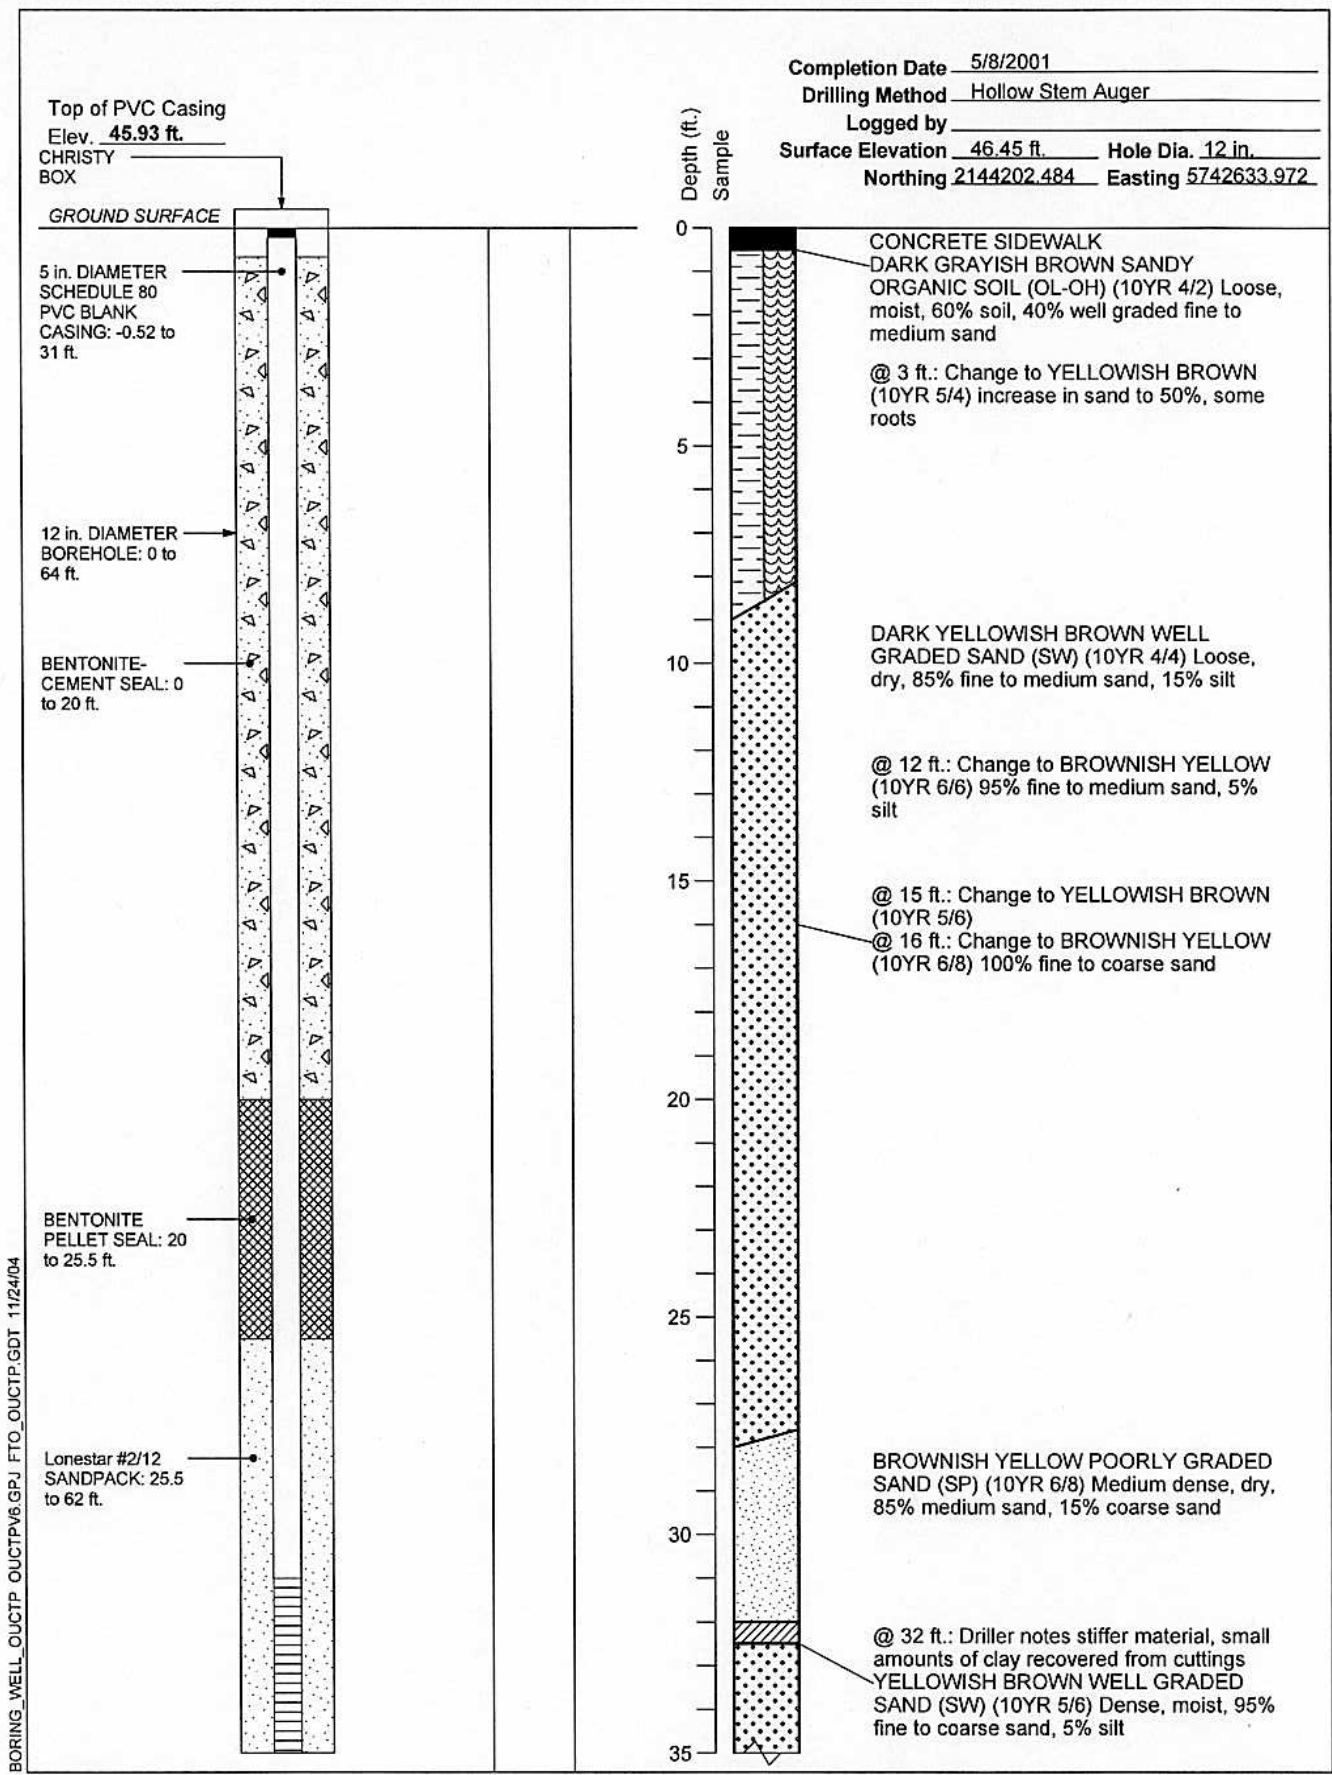 Completion Date 5/8/2001
Drilling Method Hollow Stem Auger
Logged by
Surface Elevation 46.45 ft. Hole Dia. 12 in.
Northing 2144202.484 Easting 5742633.972
Top of PVC Casing
Elev. 45.93 ft.
CHRISTY
BOX
GROUND SURFACE
5 in. DIAMETER
SCHEDULE 80
PVC BLANK
CASING: -0.52 to
31 ft.
12 in. DIAMETER
BOREHOLE: 0 to
64 ft.
BENTONITE-
CEMENT SEAL: 0
to 20 ft.
BENTONITE
PELLET SEAL: 20
to 25.5 ft.
Lonestar #2/12
SANDPACK: 25.5
to 62 ft.
Depth (ft.)
Sample
0
5
10
15
20
25
30
35
CONCRETE SIDEWALK
DARK GRAYISH BROWN SANDY
ORGANIC SOIL (OL-OH) (10YR 4/2) Loose,
moist, 60% soil, 40% well graded fine to
medium sand
@ 3 ft.: Change to YELLOWISH BROWN
(10YR 5/4) increase in sand to 50%, some
roots
DARK YELLOWISH BROWN WELL
GRADED SAND (SW) (10YR 4/4) Loose,
dry, 85% fine to medium sand, 15% silt
@ 12 ft.: Change to BROWNISH YELLOW
(10YR 6/6) 95% fine to medium sand, 5%
silt
@ 15 ft.: Change to YELLOWISH BROWN
(10YR 5/6)
@ 16 ft.: Change to BROWNISH YELLOW
(10YR 6/8) 100% fine to coarse sand
BROWNISH YELLOW POORLY GRADED
SAND (SP) (10YR 6/8) Medium dense, dry,
85% medium sand, 15% coarse sand
@ 32 ft.: Driller notes stiffer material, small
amounts of clay recovered from cuttings
YELLOWISH BROWN WELL GRADED
SAND (SW) (10YR 5/6) Dense, moist, 95%
fine to coarse sand, 5% silt
BORING_WELL_OUCTP OUCTPV6.GPJ FTO_OUCTP.GDT 11/24/04